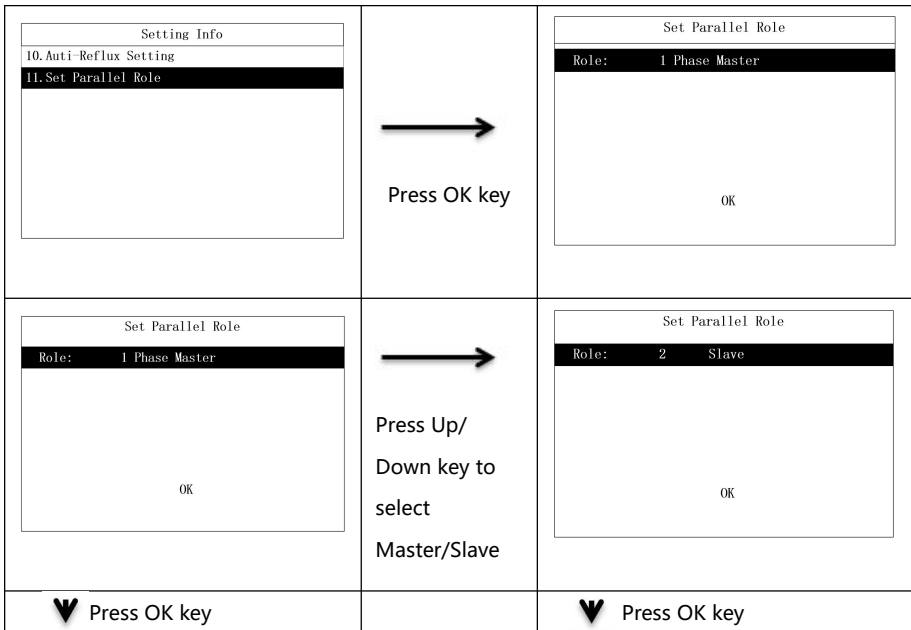 Setting Info
10.Auti-Reflux Setting
11.Set Parallel Role
Press OK key
Set Parallel Role
Role: 1 Phase Master
OK
Set Parallel Role
Role: 1 Phase Master
OK
Press Up/
Down key to
select
Master/Slave
Set Parallel Role
Role: 2 Slave
OK
Press OK key
Press OK key